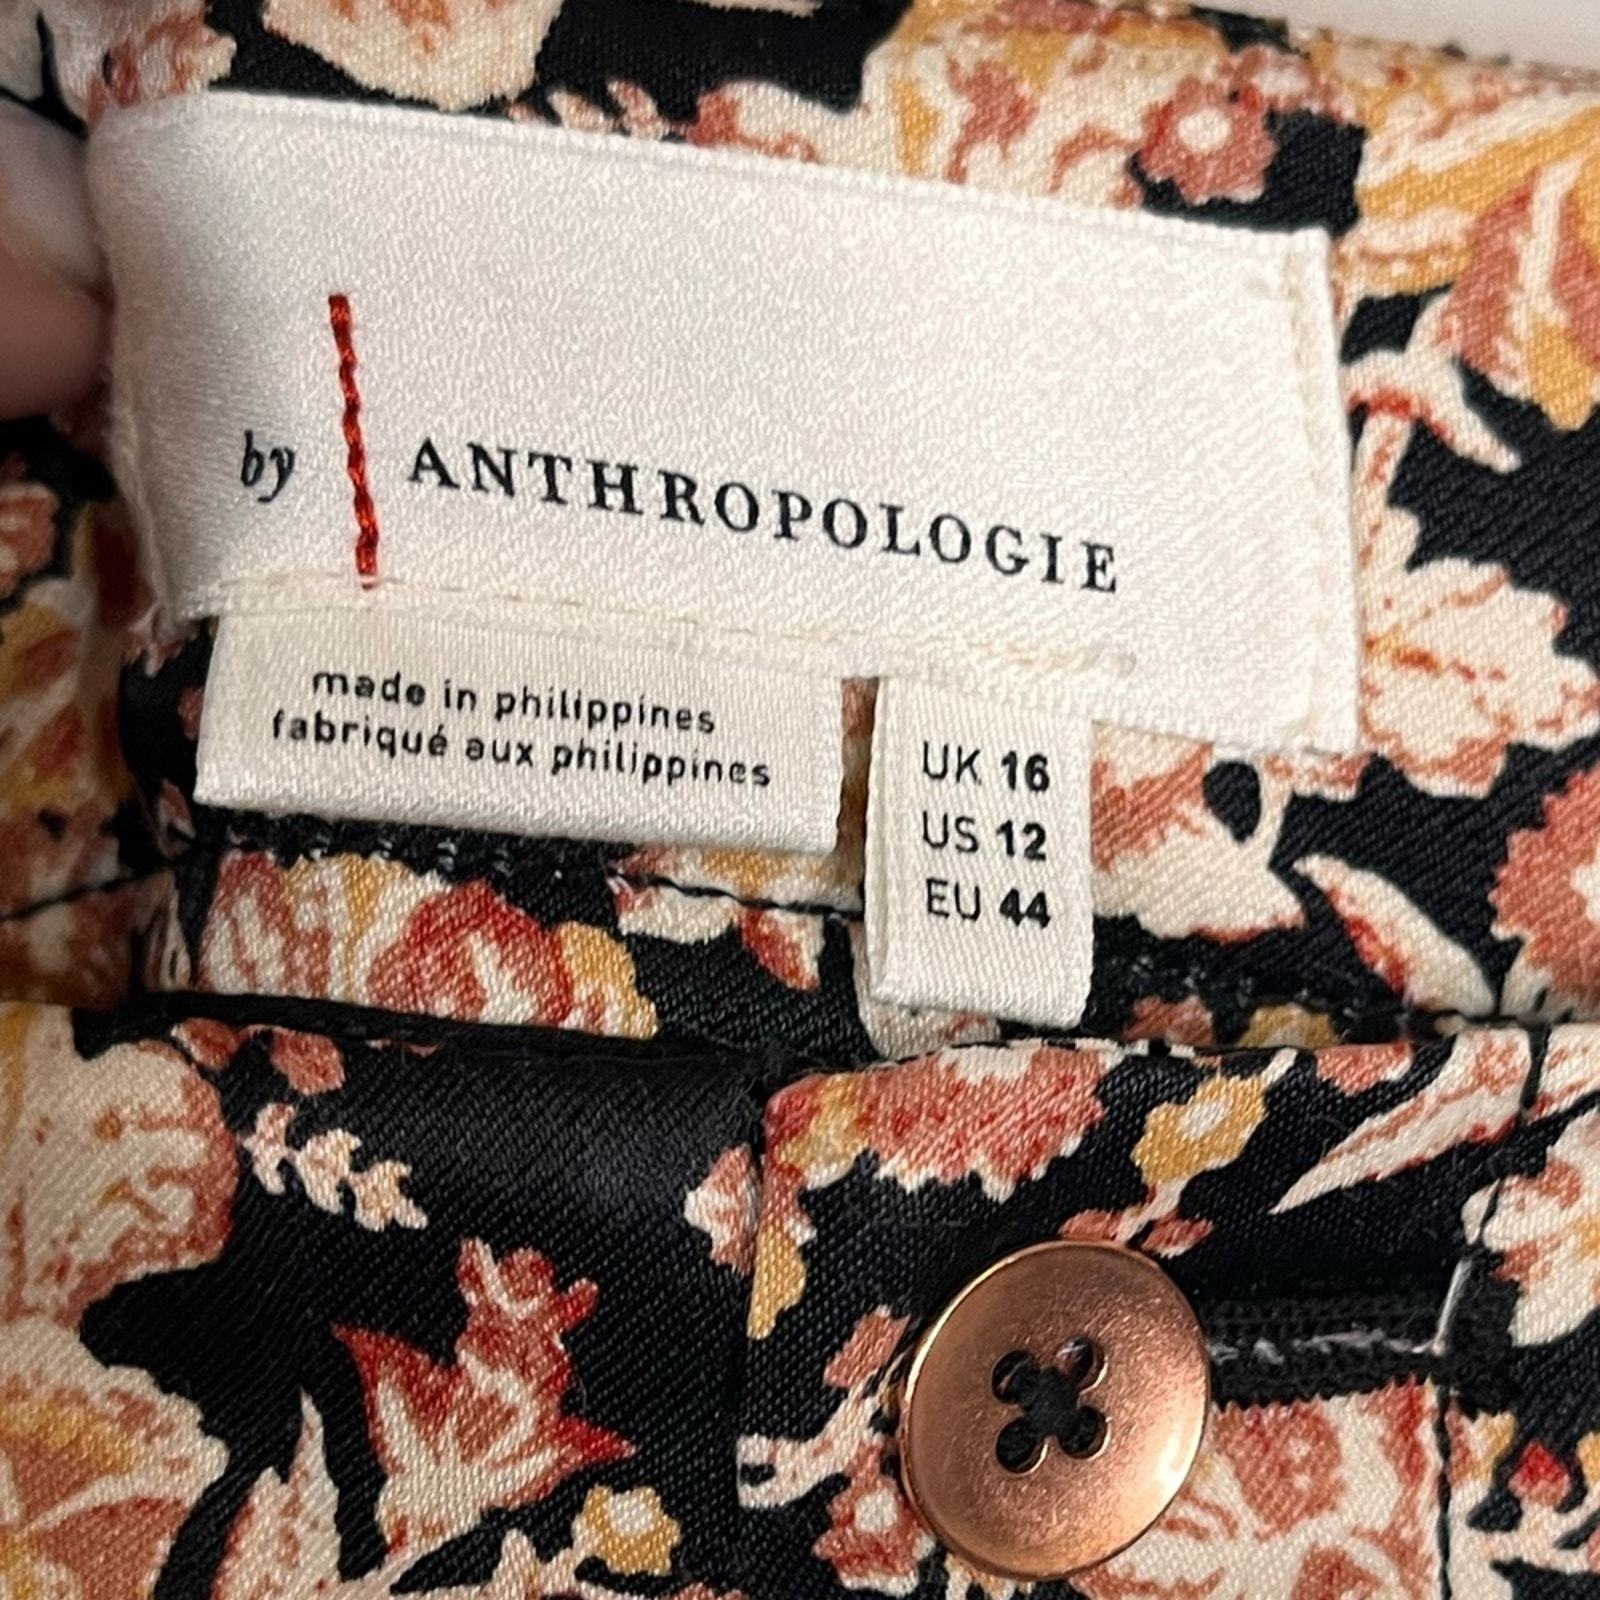 by ANTHROPOLOGIE
made in philippines
fabriqué aux philippines
UK 16
US 12
EU 44